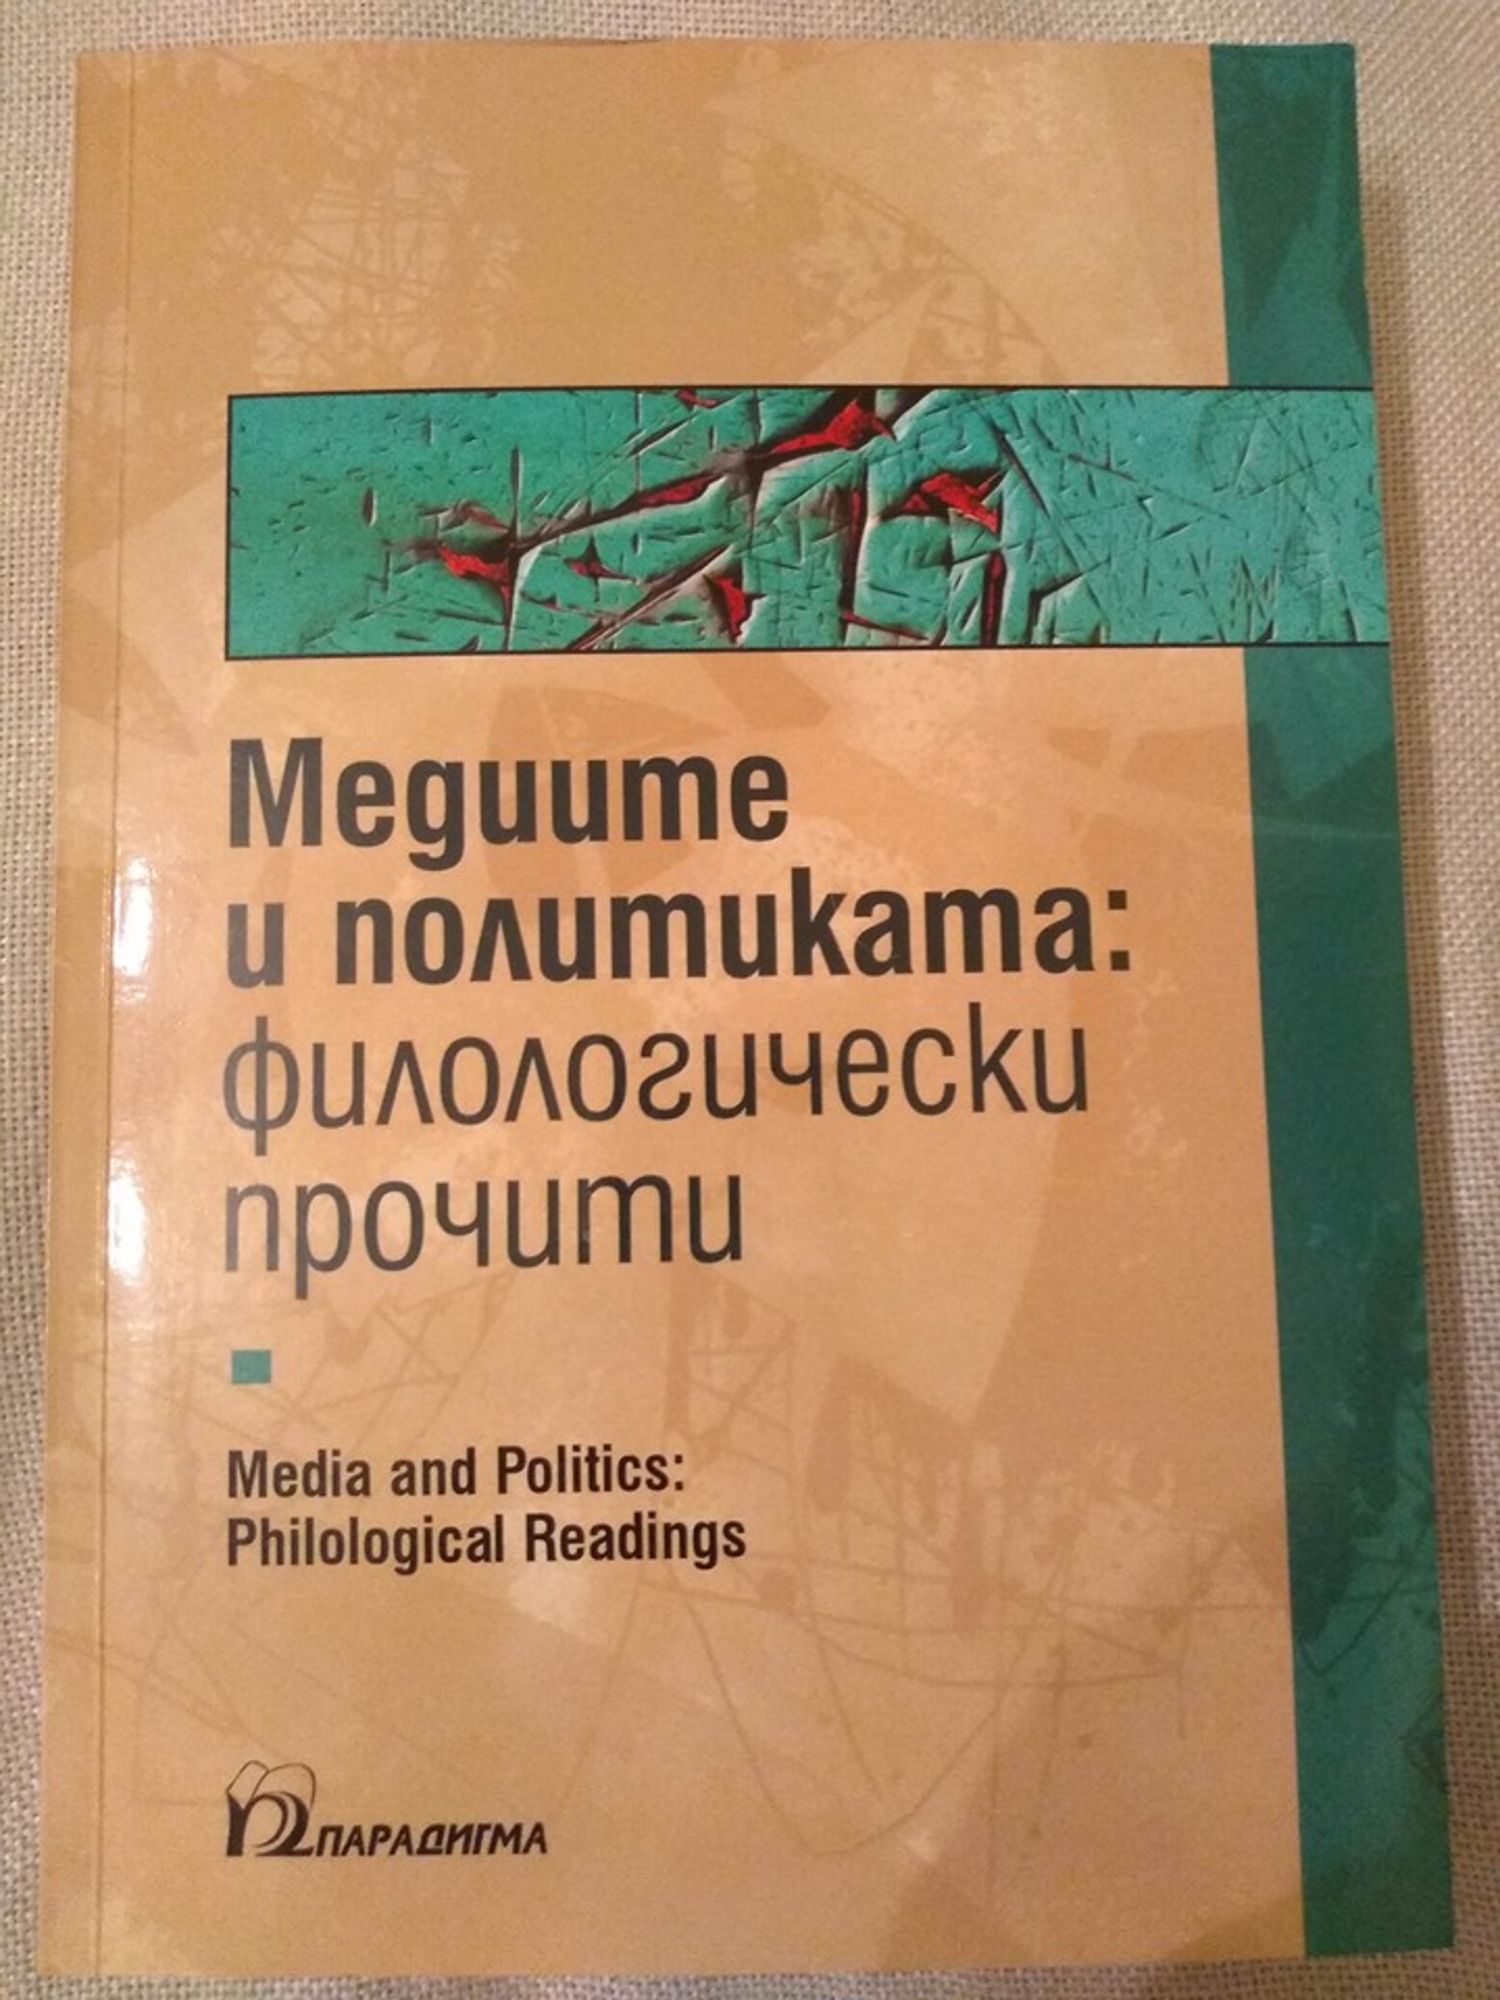 Медиите
и политиката:
филологически
прочити
Media and Politics:
Philological Readings
ПАРАДИГМА